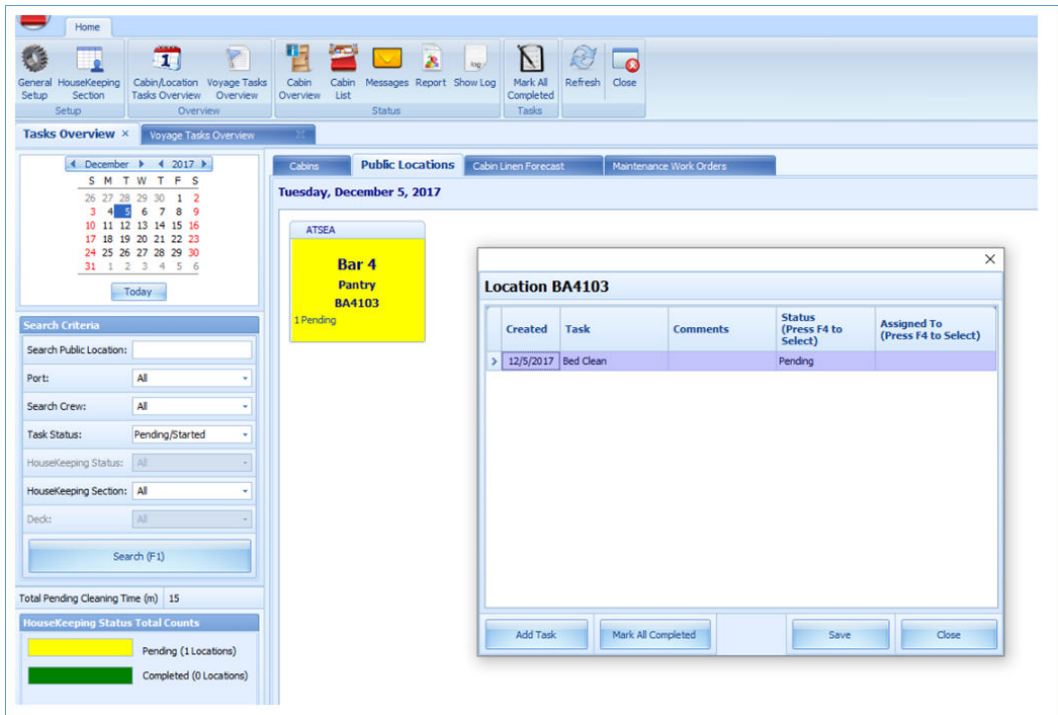 Home
General Setup
HouseKeeping Section
Cabin/Location Tasks Overview
Voyage Tasks Overview
Cabin Overview
Cabin List
Messages
Report
log
Show Log
Mark All Completed
Refresh
Close
Setup
Overview
Status
Tasks
Tasks Overview ×
Voyage Tasks Overview
December 2017
S M T W T F S
26 27 28 29 30 1 2
3 4 5 6 7 8 9
10 11 12 13 14 15 16
17 18 19 20 21 22 23
24 25 26 27 28 29 30
31 1 2 3 4 5 6
Today
Search Criteria
Search Public Location:
Port: All
Search Crew: All
Task Status: Pending/Started
HouseKeeping Status: All
HouseKeeping Section: All
Deck: All
Search (F1)
Total Pending Cleaning Time (m) 15
HouseKeeping Status Total Counts
Pending (1 Locations)
Completed (0 Locations)
Cabins
Public Locations
Cabin Linen Forecast
Maintenance Work Orders
Tuesday, December 5, 2017
ATSEA
Bar 4
Pantry
BA4103
1 Pending
Location BA4103
Created
Task
Comments
Status
(Press F4 to
Select)
Assigned To
(Press F4 to Select)
12/5/2017 Bed Clean Pending
Add Task
Mark All Completed
Save
Close